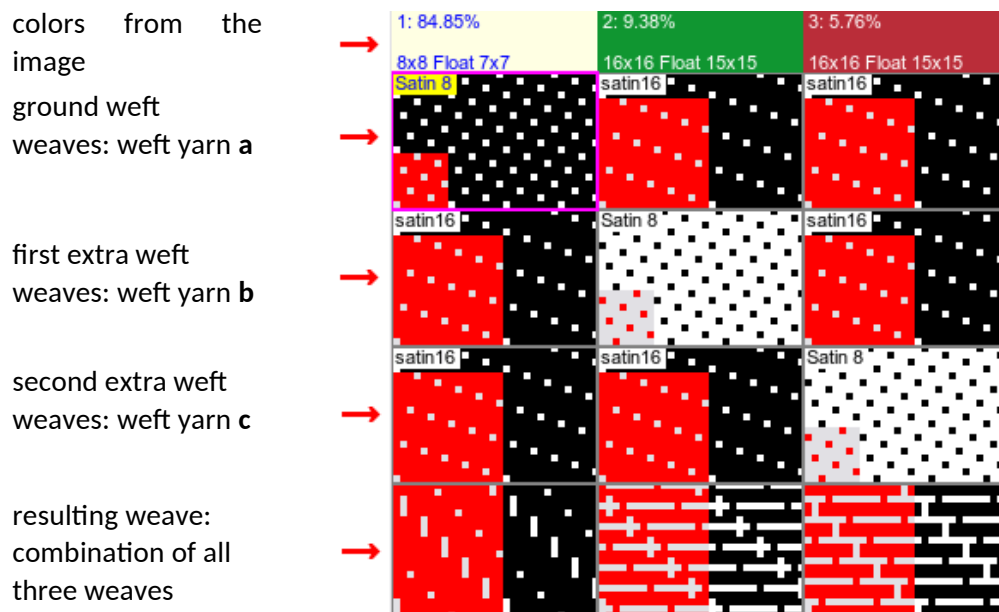 colors from the
image
1: 84.85%
8x8 Float 7x7
2: 9.38%
16x16 Float 15x15
3: 5.76%
16x16 Float 15x15
ground weft
weaves: weft yarn a
Satin 8
satin16
satin16
first extra weft
weaves: weft yarn b
satin16
Satin 8
satin16
second extra weft
weaves: weft yarn c
satin16
satin16
Satin 8
resulting weave:
combination of all
three weaves